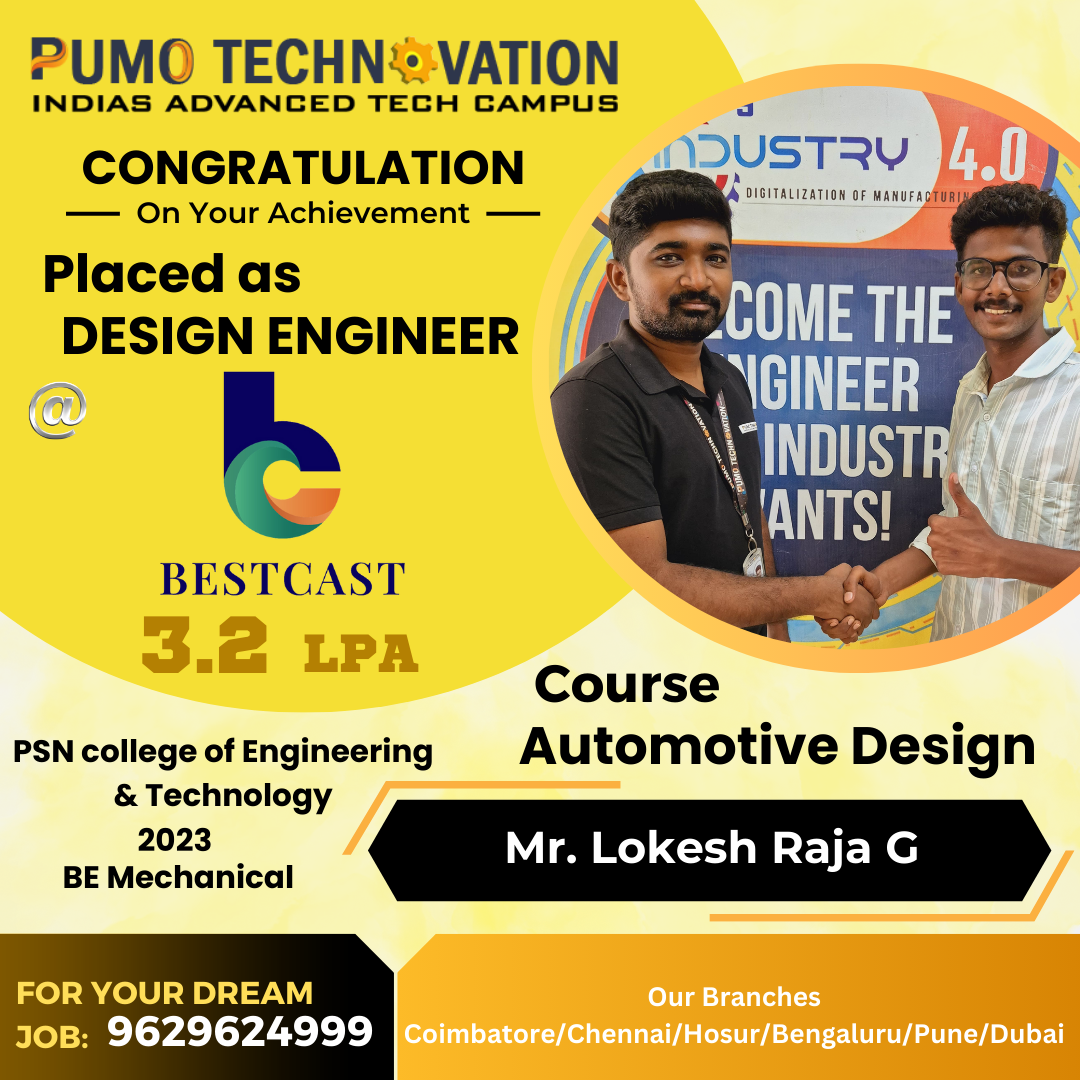 PUMO TECHNOVATION
INDIAS ADVANCED TECH CAMPUS
CONGRATULATION
On Your Achievement
Placed as
DESIGN ENGINEER
@
BESTCAST
3.2 LPA
INDUSTRY 4.0
DIGITALIZATION OF MANUFACTURIN
COME THE
NGINEER
INDUSTR
ANTS!
PUMO TECHNOVATION
Course
Automotive Design
PSN college of Engineering
& Technology
2023
BE Mechanical
Mr. Lokesh Raja G
FOR YOUR DREAM
JOB: 9629624999
Our Branches
Coimbatore/Chennai/Hosur/Bengaluru/Pune/Dubai